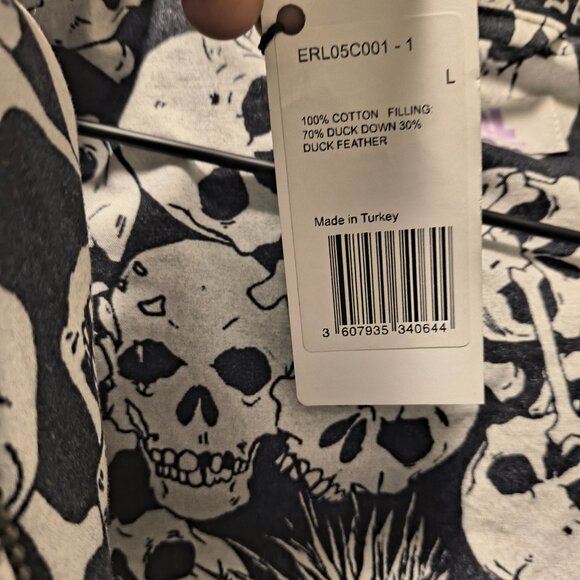 ERL05C001 - 1
L
100% COTTON FILLING:
70% DUCK DOWN 30%
DUCK FEATHER
Made in Turkey
3 607935 340644